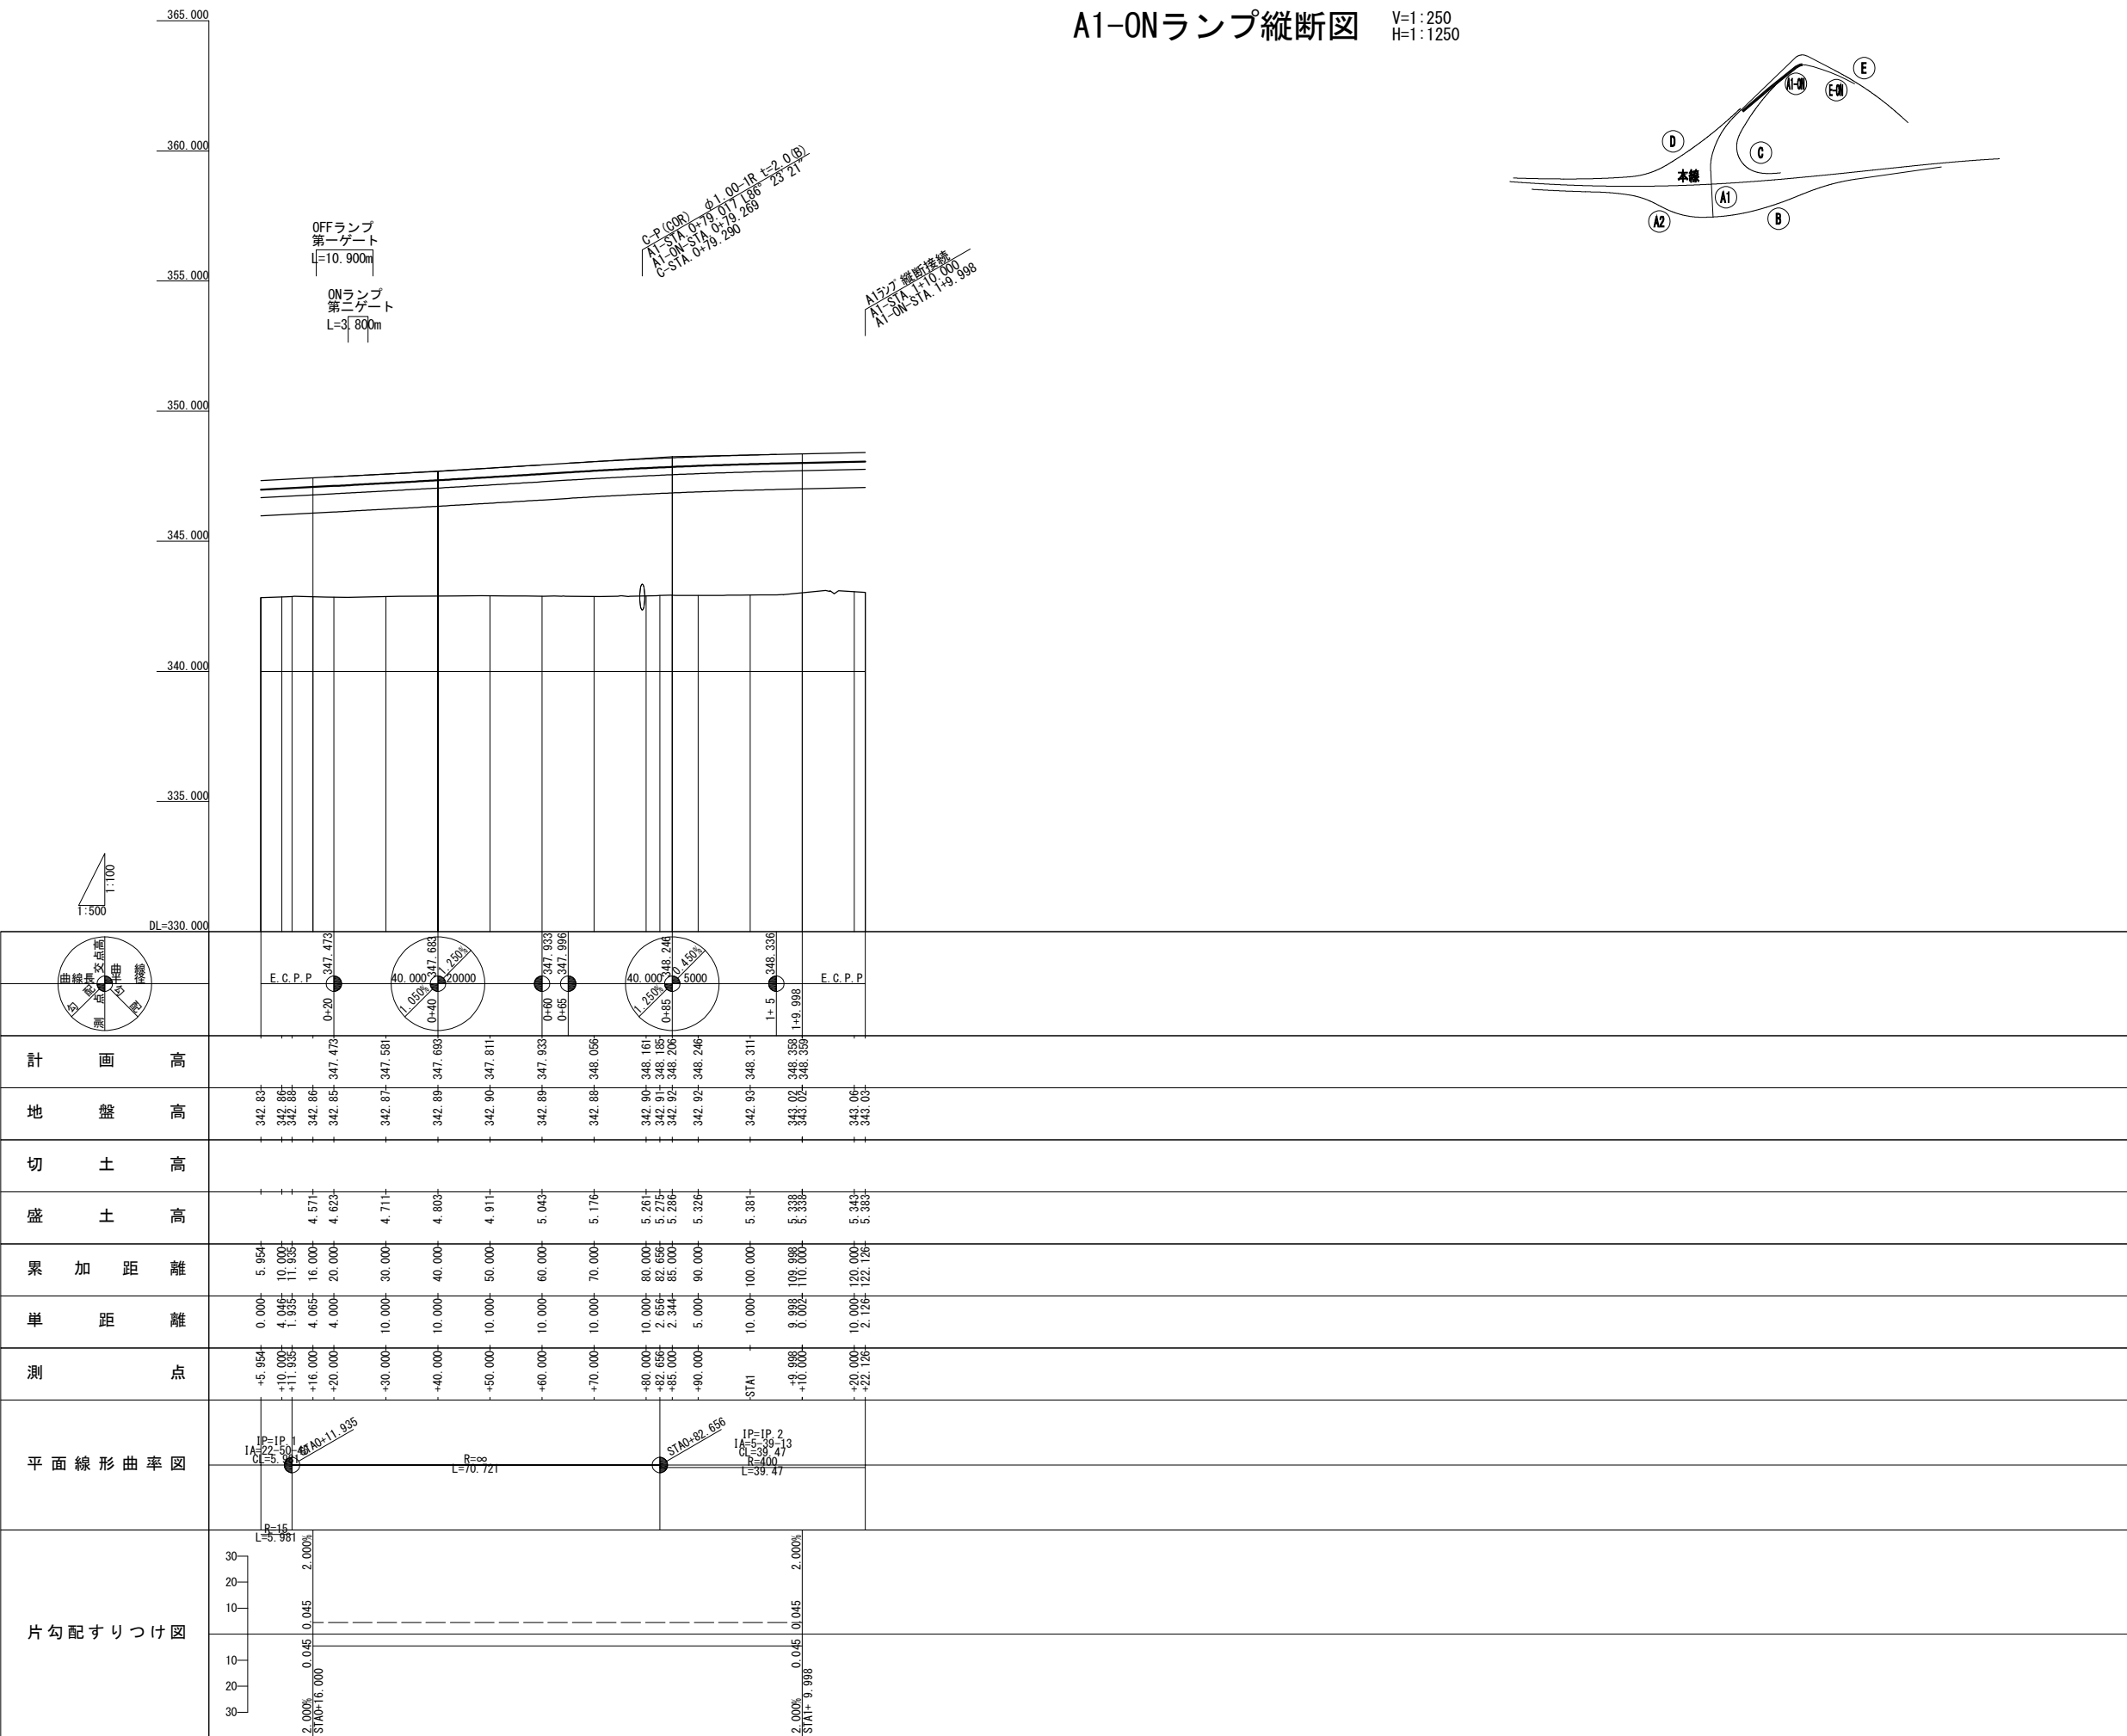 A1-ONランプ縦断図
V=1:250
H=1:1250
365.000
360.000
355.000
350.000
345.000
340.000
335.000
DL=330.000
E
A1-ON
E-ON
D
C
本線
A1
A2
B
OFFランプ
第一ゲート
L=10.900m
ONランプ
第二ゲート
L=3.800m
C-P(COR) φ1.00-1R t=2.0(B)
A1-STA.0+79.017 L86°23'21"
A1-ON-STA.0+79.269
C-STA.0+79.290
A1ランプ縦断接続
A1-STA.1+10.000
A1-ON-STA.1+9.998
1:100
1:500
交点高
曲線長
曲線
半径
勾配
勾配
測点
E.C.P.P
347.473
0+20
40.000
347.683
1.250%
20000
1.050%
0+40
347.933
0+60
347.996
0+65
40.000
348.246
0.450%
5000
1.250%
0+85
348.336
1+ 5
1+9.998
E.C.P.P
計画高
347.473 347.581 347.693 347.811 347.933 348.056 348.161 348.185 348.206 348.246 348.311 348.358 348.359
地盤高
342.83 342.86 342.88 342.86 342.85 342.87 342.89 342.90 342.89 342.88 342.90 342.91 342.92 342.92 342.93 343.02 343.02 343.06 343.03
切土高
盛土高
4.571 4.623 4.711 4.803 4.911 5.043 5.176 5.261 5.275 5.286 5.326 5.381 5.338 5.338 5.343 5.383
累加距離
5.954 10.000 11.935 16.000 20.000 30.000 40.000 50.000 60.000 70.000 80.000 82.656 85.000 90.000 100.000 109.998 110.000 120.000 122.126
単距離
0.000 4.046 1.935 4.065 4.000 10.000 10.000 10.000 10.000 10.000 10.000 2.656 2.344 5.000 10.000 9.998 0.002 10.000 2.126
測点
+5.954 +10.000 +11.935 +16.000 +20.000 +30.000 +40.000 +50.000 +60.000 +70.000 +80.000 +82.656 +85.000 +90.000 STA1 +9.998 +10.000 +20.000 +22.126
平面線形曲率図
IP=IP.1
STA0+11.935
R=∞
L=70.721
STA0+82.656
IP=IP.2
IA=5-39-13
CL=39.47
R=400
L=39.47
R=15
L=5.981
片勾配すりつけ図
30
20
10
10
20
30
2.000%
0.045
0.045
2.000%
STA0+16.000
2.000%
0.045
0.045
2.000%
STA1+ 9.998